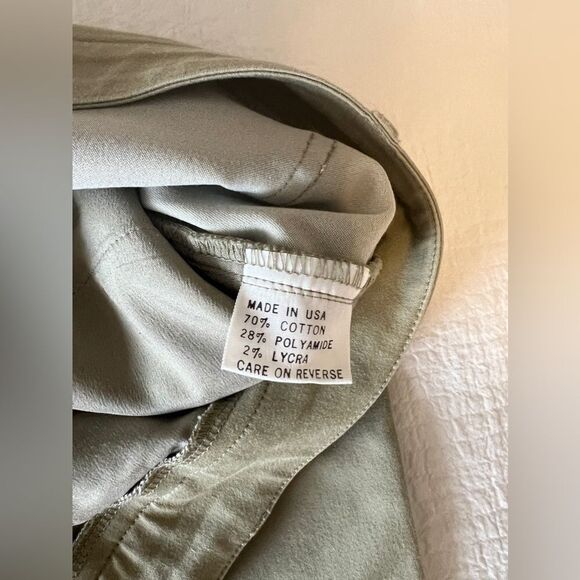 MADE IN USA
70% COTTON
28% POLYAMIDE
2% LYCRA
CARE ON REVERSE